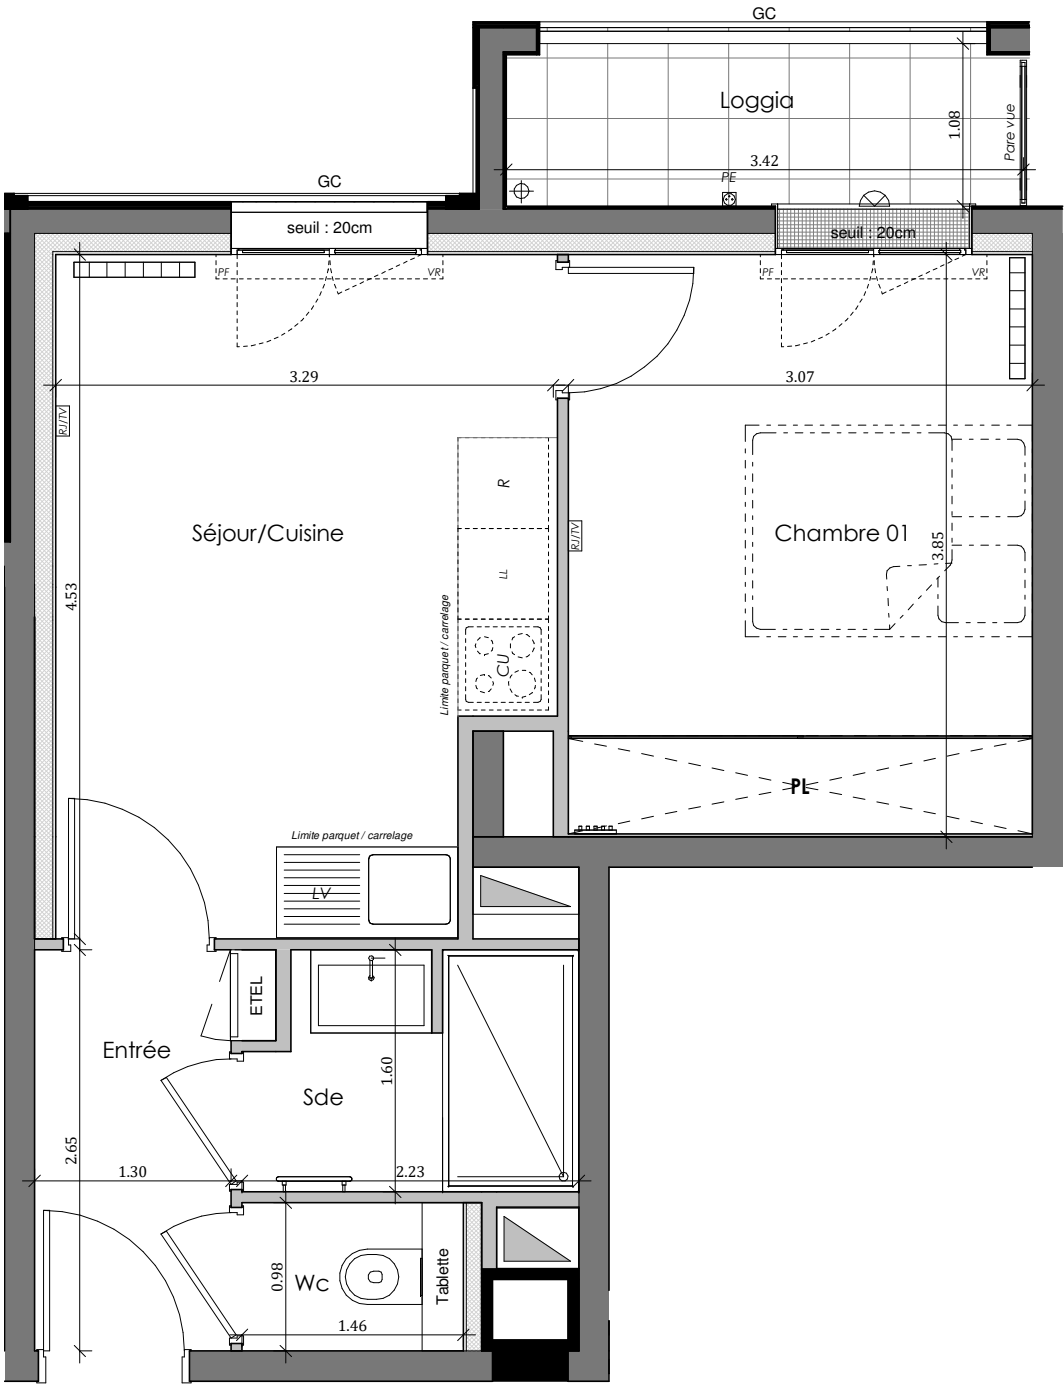 GC
Loggia
1.08
Pare vue
3.42
PE
GC
seuil : 20cm
seuil : 20cm
PF
VR
PF
VR
3.29
3.07
RJ/TV
R
Séjour/Cuisine
RJ/TV
Chambre 01
3.85
LL
4.53
Limite parquet / carrelage
CU
PL
Limite parquet / carrelage
LV
ETEL
Entrée
1.60
Sde
2.65
1.30
2.23
0.98
Wc
Tablette
1.46